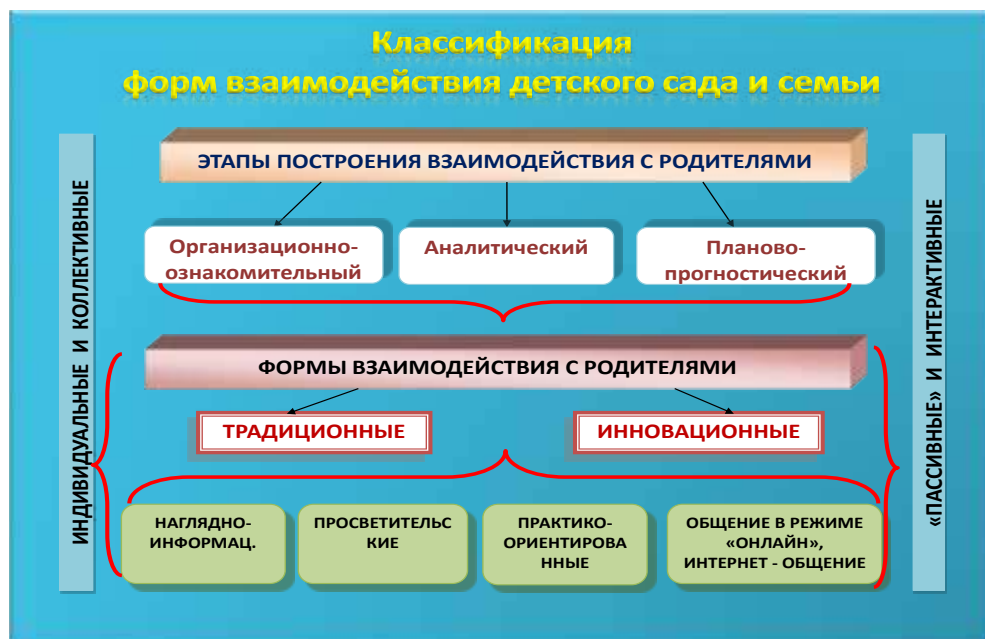 Классификация
форм взаимодействия детского сада и семьи
ЭТАПЫ ПОСТРОЕНИЯ ВЗАИМОДЕЙСТВИЯ С РОДИТЕЛЯМИ
Организационно-
ознакомительный
Аналитический
Планово-
прогностический
ИНДИВИДУАЛЬНЫЕ И КОЛЛЕКТИВНЫЕ
«ПАССИВНЫЕ» И ИНТЕРАКТИВНЫЕ
ФОРМЫ ВЗАИМОДЕЙСТВИЯ С РОДИТЕЛЯМИ
ТРАДИЦИОННЫЕ
ИННОВАЦИОННЫЕ
НАГЛЯДНО-
ИНФОРМАЦ.
ПРОСВЕТИТЕЛЬС
КИЕ
ПРАКТИКО-
ОРИЕНТИРОВА
ННЫЕ
ОБЩЕНИЕ В РЕЖИМЕ
«ОНЛАЙН»,
ИНТЕРНЕТ - ОБЩЕНИЕ